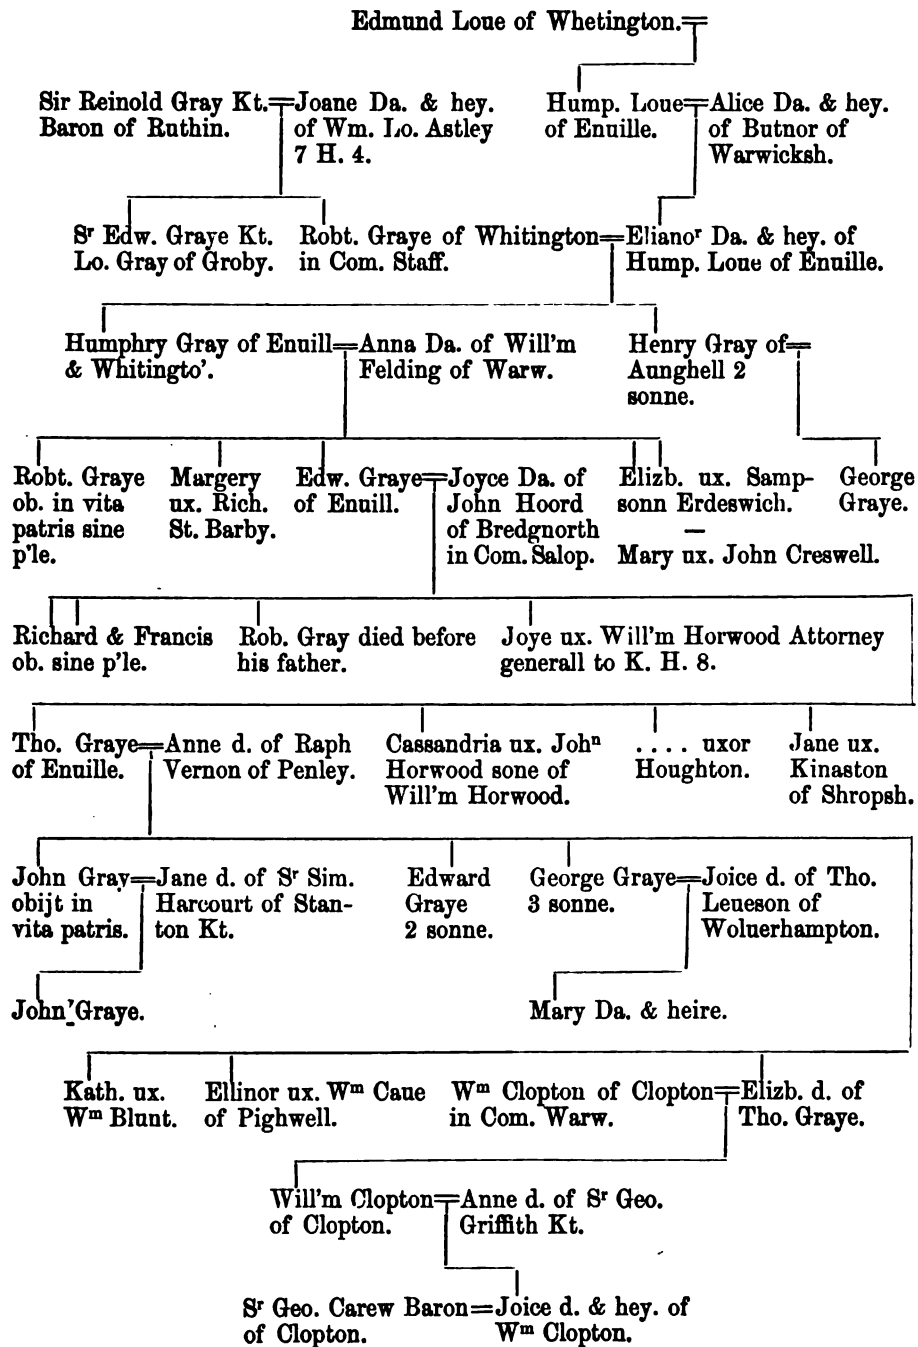 Edmund Loue of Whetington.
Sir Reinold Gray Kt.
Baron of Ruthin.
Joane Da. & hey.
of Wm. Lo. Astley
7 H. 4.
Hump. Loue
of Enuille.
Alice Da. & hey.
of Butnor of
Warwicksh.
Sʳ Edw. Graye Kt.
Lo. Gray of Groby.
Robt. Graye of Whitington
in Com. Staff.
Elianoʳ Da. & hey. of
Hump. Loue of Enuille.
Humphry Gray of Enuill
& Whitingto'.
Anna Da. of Will'm
Felding of Warw.
Henry Gray of
Aunghell 2
sonne.
Robt. Graye
ob. in vita
patris sine
p'le.
Margery
ux. Rich.
St. Barby.
Edw. Graye
of Enuill.
Joyce Da. of
John Hoord
of Bredgnorth
in Com. Salop.
Elizb. ux. Samp-
sonn Erdeswich.
—
Mary ux. John Creswell.
George
Graye.
Richard & Francis
ob. sine p'le.
Rob. Gray died before
his father.
Joye ux. Will'm Horwood Attorney
generall to K. H. 8.
Tho. Graye
of Enuille.
Anne d. of Raph
Vernon of Penley.
Cassandria ux. Johⁿ
Horwood sone of
Will'm Horwood.
.... uxor
Houghton.
Jane ux.
Kinaston
of Shropsh.
John Gray
obijt in
vita patris.
Jane d. of Sʳ Sim.
Harcourt of Stan-
ton Kt.
Edward
Graye
2 sonne.
George Graye
3 sonne.
Joice d. of Tho.
Leueson of
Woluerhampton.
John Graye.
Mary Da. & heire.
Kath. ux.
Wᵐ Blunt.
Ellinor ux. Wᵐ Caue
of Pighwell.
Wᵐ Clopton of Clopton
in Com. Warw.
Elizb. d. of
Tho. Graye.
Will'm Clopton
of Clopton.
Anne d. of Sʳ Geo.
Griffith Kt.
Sʳ Geo. Carew Baron
of Clopton.
Joice d. & hey. of
Wᵐ Clopton.